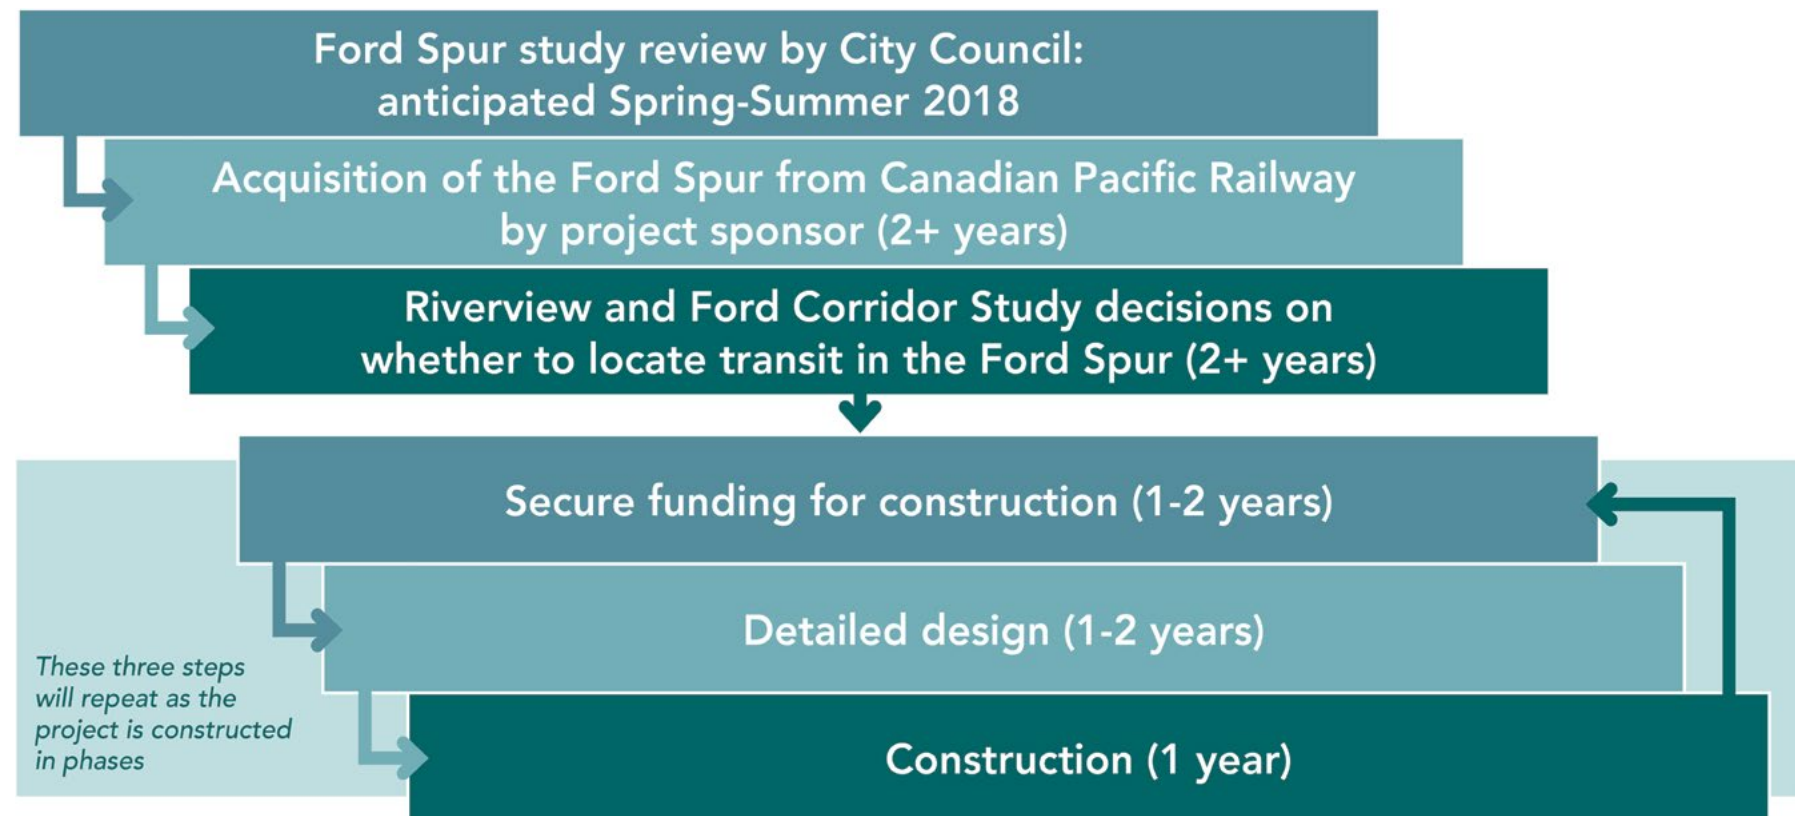 Ford Spur study review by City Council:
anticipated Spring-Summer 2018
Acquisition of the Ford Spur from Canadian Pacific Railway
by project sponsor (2+ years)
Riverview and Ford Corridor Study decisions on
whether to locate transit in the Ford Spur (2+ years)
Secure funding for construction (1-2 years)
Detailed design (1-2 years)
These three steps
will repeat as the
project is constructed
in phases
Construction (1 year)